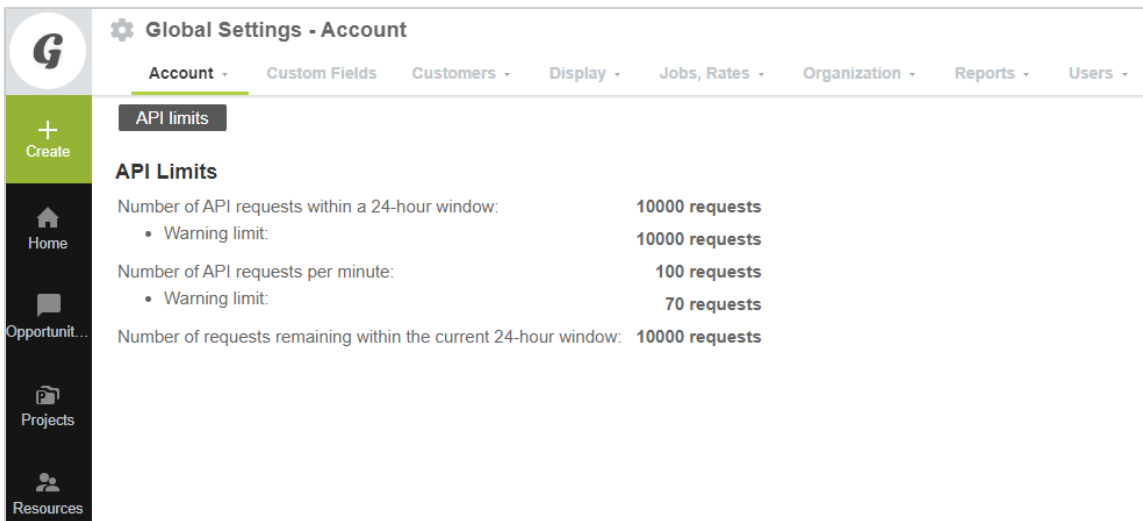 G
Global Settings - Account
Account Custom Fields Customers Display Jobs, Rates Organization Reports Users
+ Create
API limits
API Limits
Number of API requests within a 24-hour window: 10000 requests
• Warning limit: 10000 requests
Number of API requests per minute: 100 requests
• Warning limit: 70 requests
Number of requests remaining within the current 24-hour window: 10000 requests
Home
Opportunit...
Projects
Resources